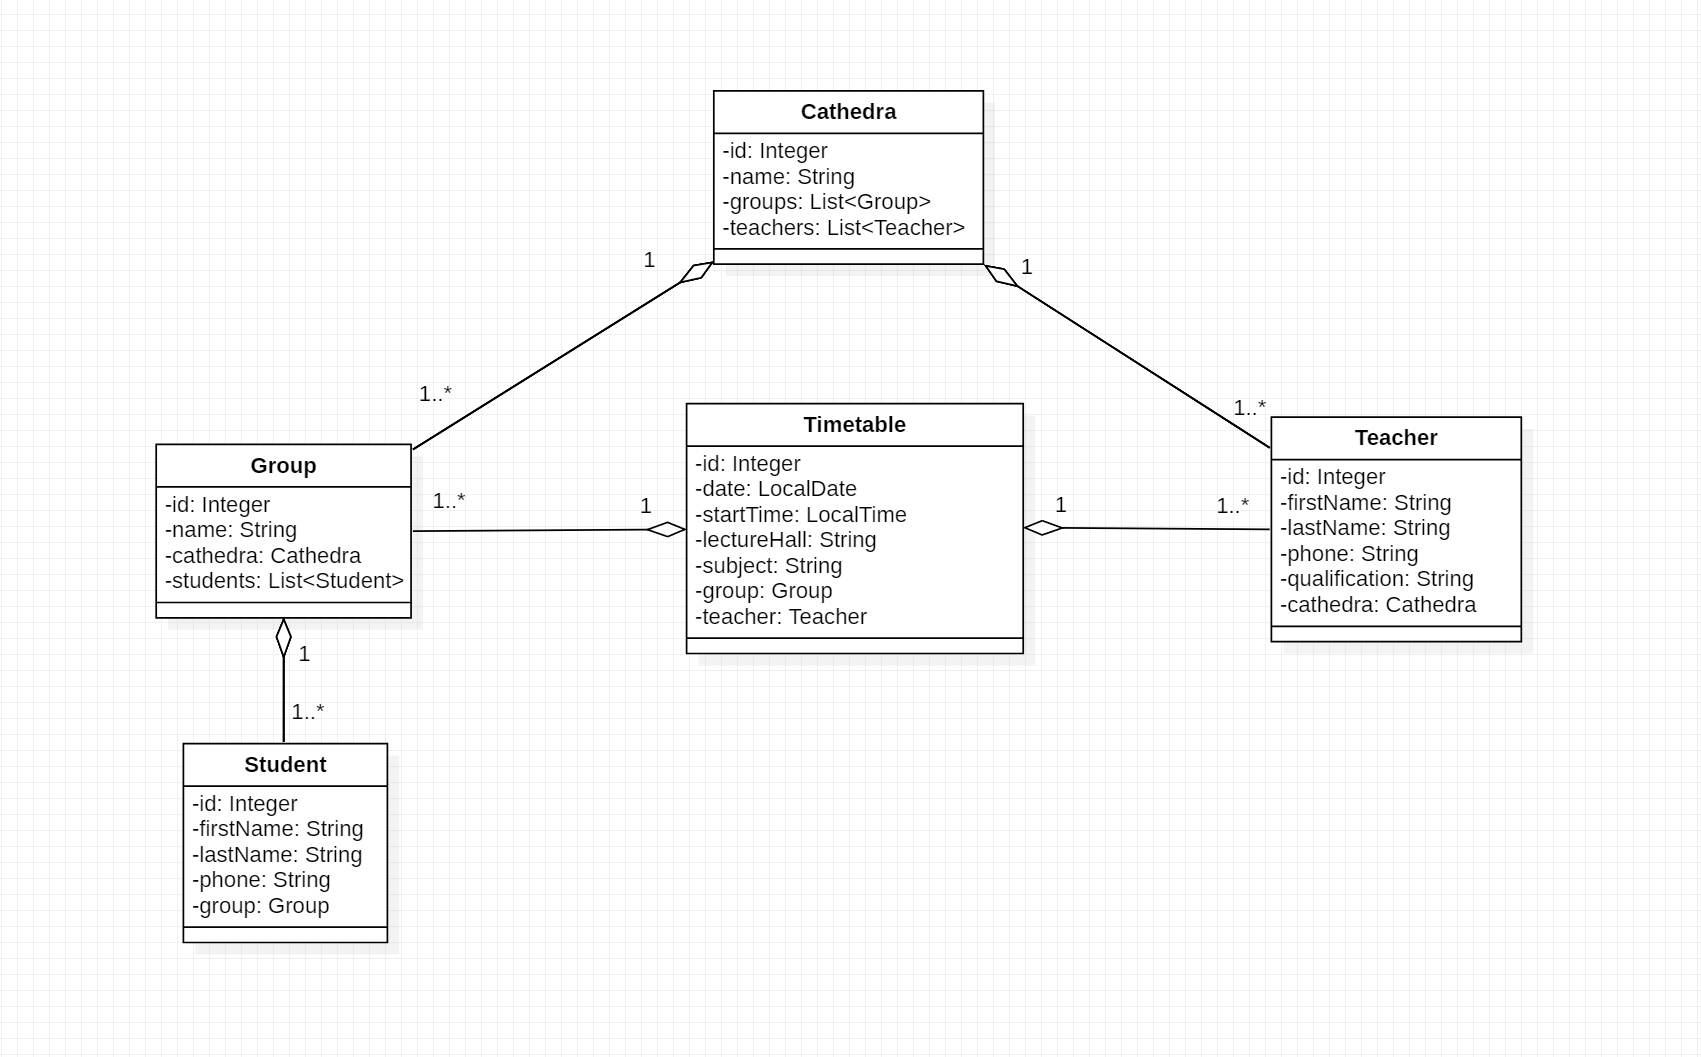 Cathedra
-id: Integer
-name: String
-groups: List<Group>
-teachers: List<Teacher>
1
1
1..*
1..*
Group
-id: Integer
-name: String
-cathedra: Cathedra
-students: List<Student>
1..*
1
Timetable
-id: Integer
-date: LocalDate
-startTime: LocalTime
-lectureHall: String
-subject: String
-group: Group
-teacher: Teacher
1
1..*
Teacher
-id: Integer
-firstName: String
-lastName: String
-phone: String
-qualification: String
-cathedra: Cathedra
1
1..*
Student
-id: Integer
-firstName: String
-lastName: String
-phone: String
-group: Group